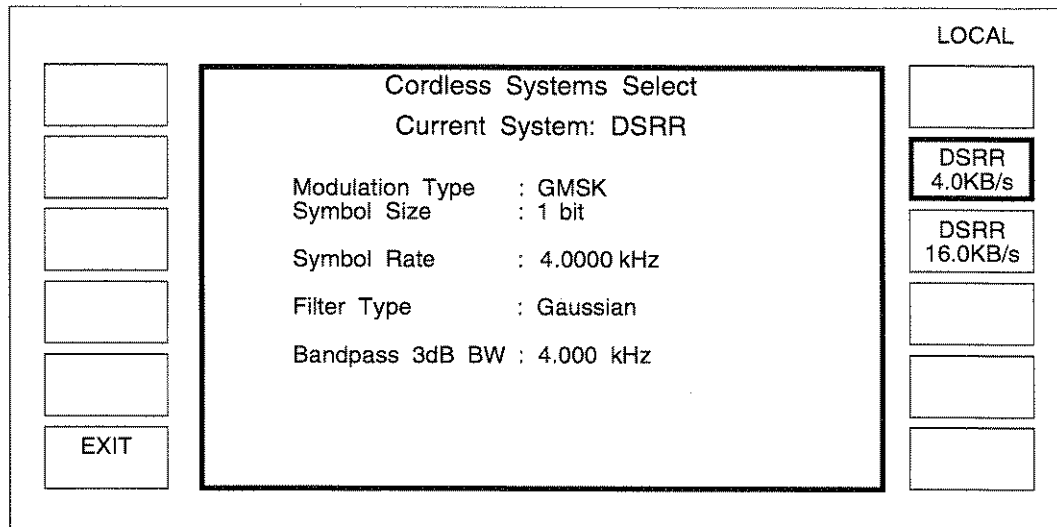 LOCAL
Cordless Systems Select
Current System: DSRR
Modulation Type : GMSK
Symbol Size : 1 bit
Symbol Rate : 4.0000 kHz
Filter Type : Gaussian
Bandpass 3dB BW : 4.000 kHz
EXIT
DSRR
4.0KB/s
DSRR
16.0KB/s